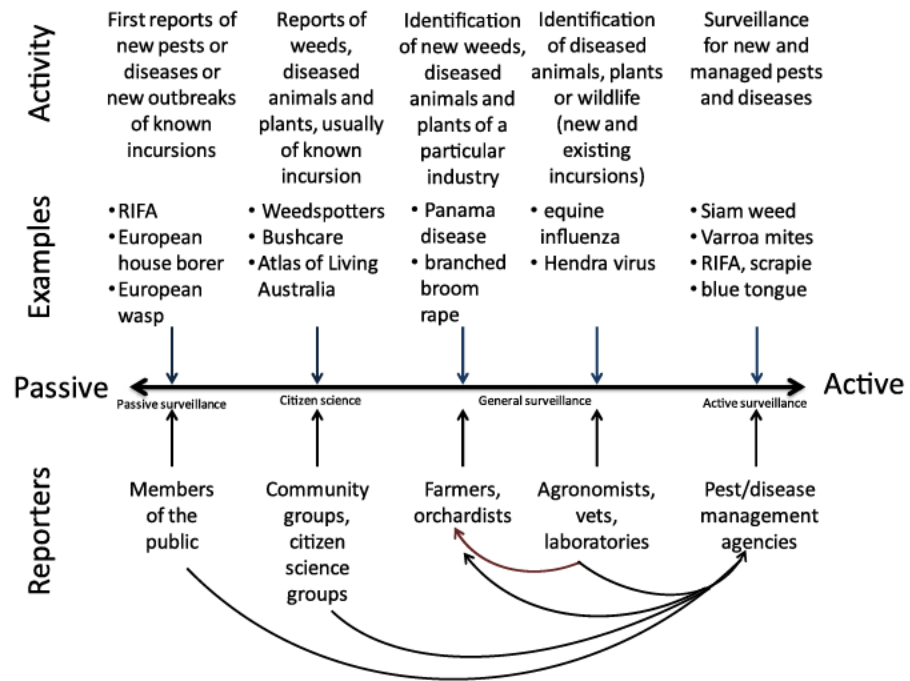 Activity
First reports of
new pests or
diseases or
new outbreaks
of known
incursions
Reports of
weeds,
diseased
animals and
plants, usually
of known
incursion
Identification
of new weeds,
diseased
animals and
plants of a
particular
industry
Identification
of diseased
animals, plants
or wildlife
(new and
existing
incursions)
Surveillance
for new and
managed pests
and diseases
Examples
• RIFA
• European
house borer
• European
wasp
• Weedspotters
• Bushcare
• Atlas of Living
Australia
• Panama
disease
• branched
broom
rape
• equine
influenza
• Hendra virus
• Siam weed
• Varroa mites
• RIFA, scrapie
• blue tongue
Passive
Active
Passive surveillance
Citizen science
General surveillance
Active surveillance
Reporters
Members
of the
public
Community
groups,
citizen
science
groups
Farmers,
orchardists
Agronomists,
vets,
laboratories
Pest/disease
management
agencies